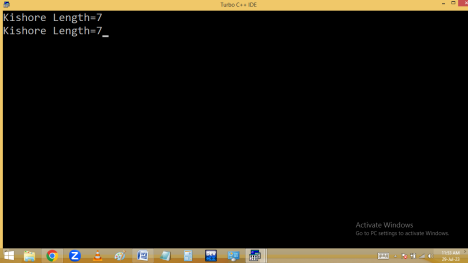 Turbo C++ IDE
Kishore Length=7
Kishore Length=7
Activate Windows
Go to PC settings to activate Windows.